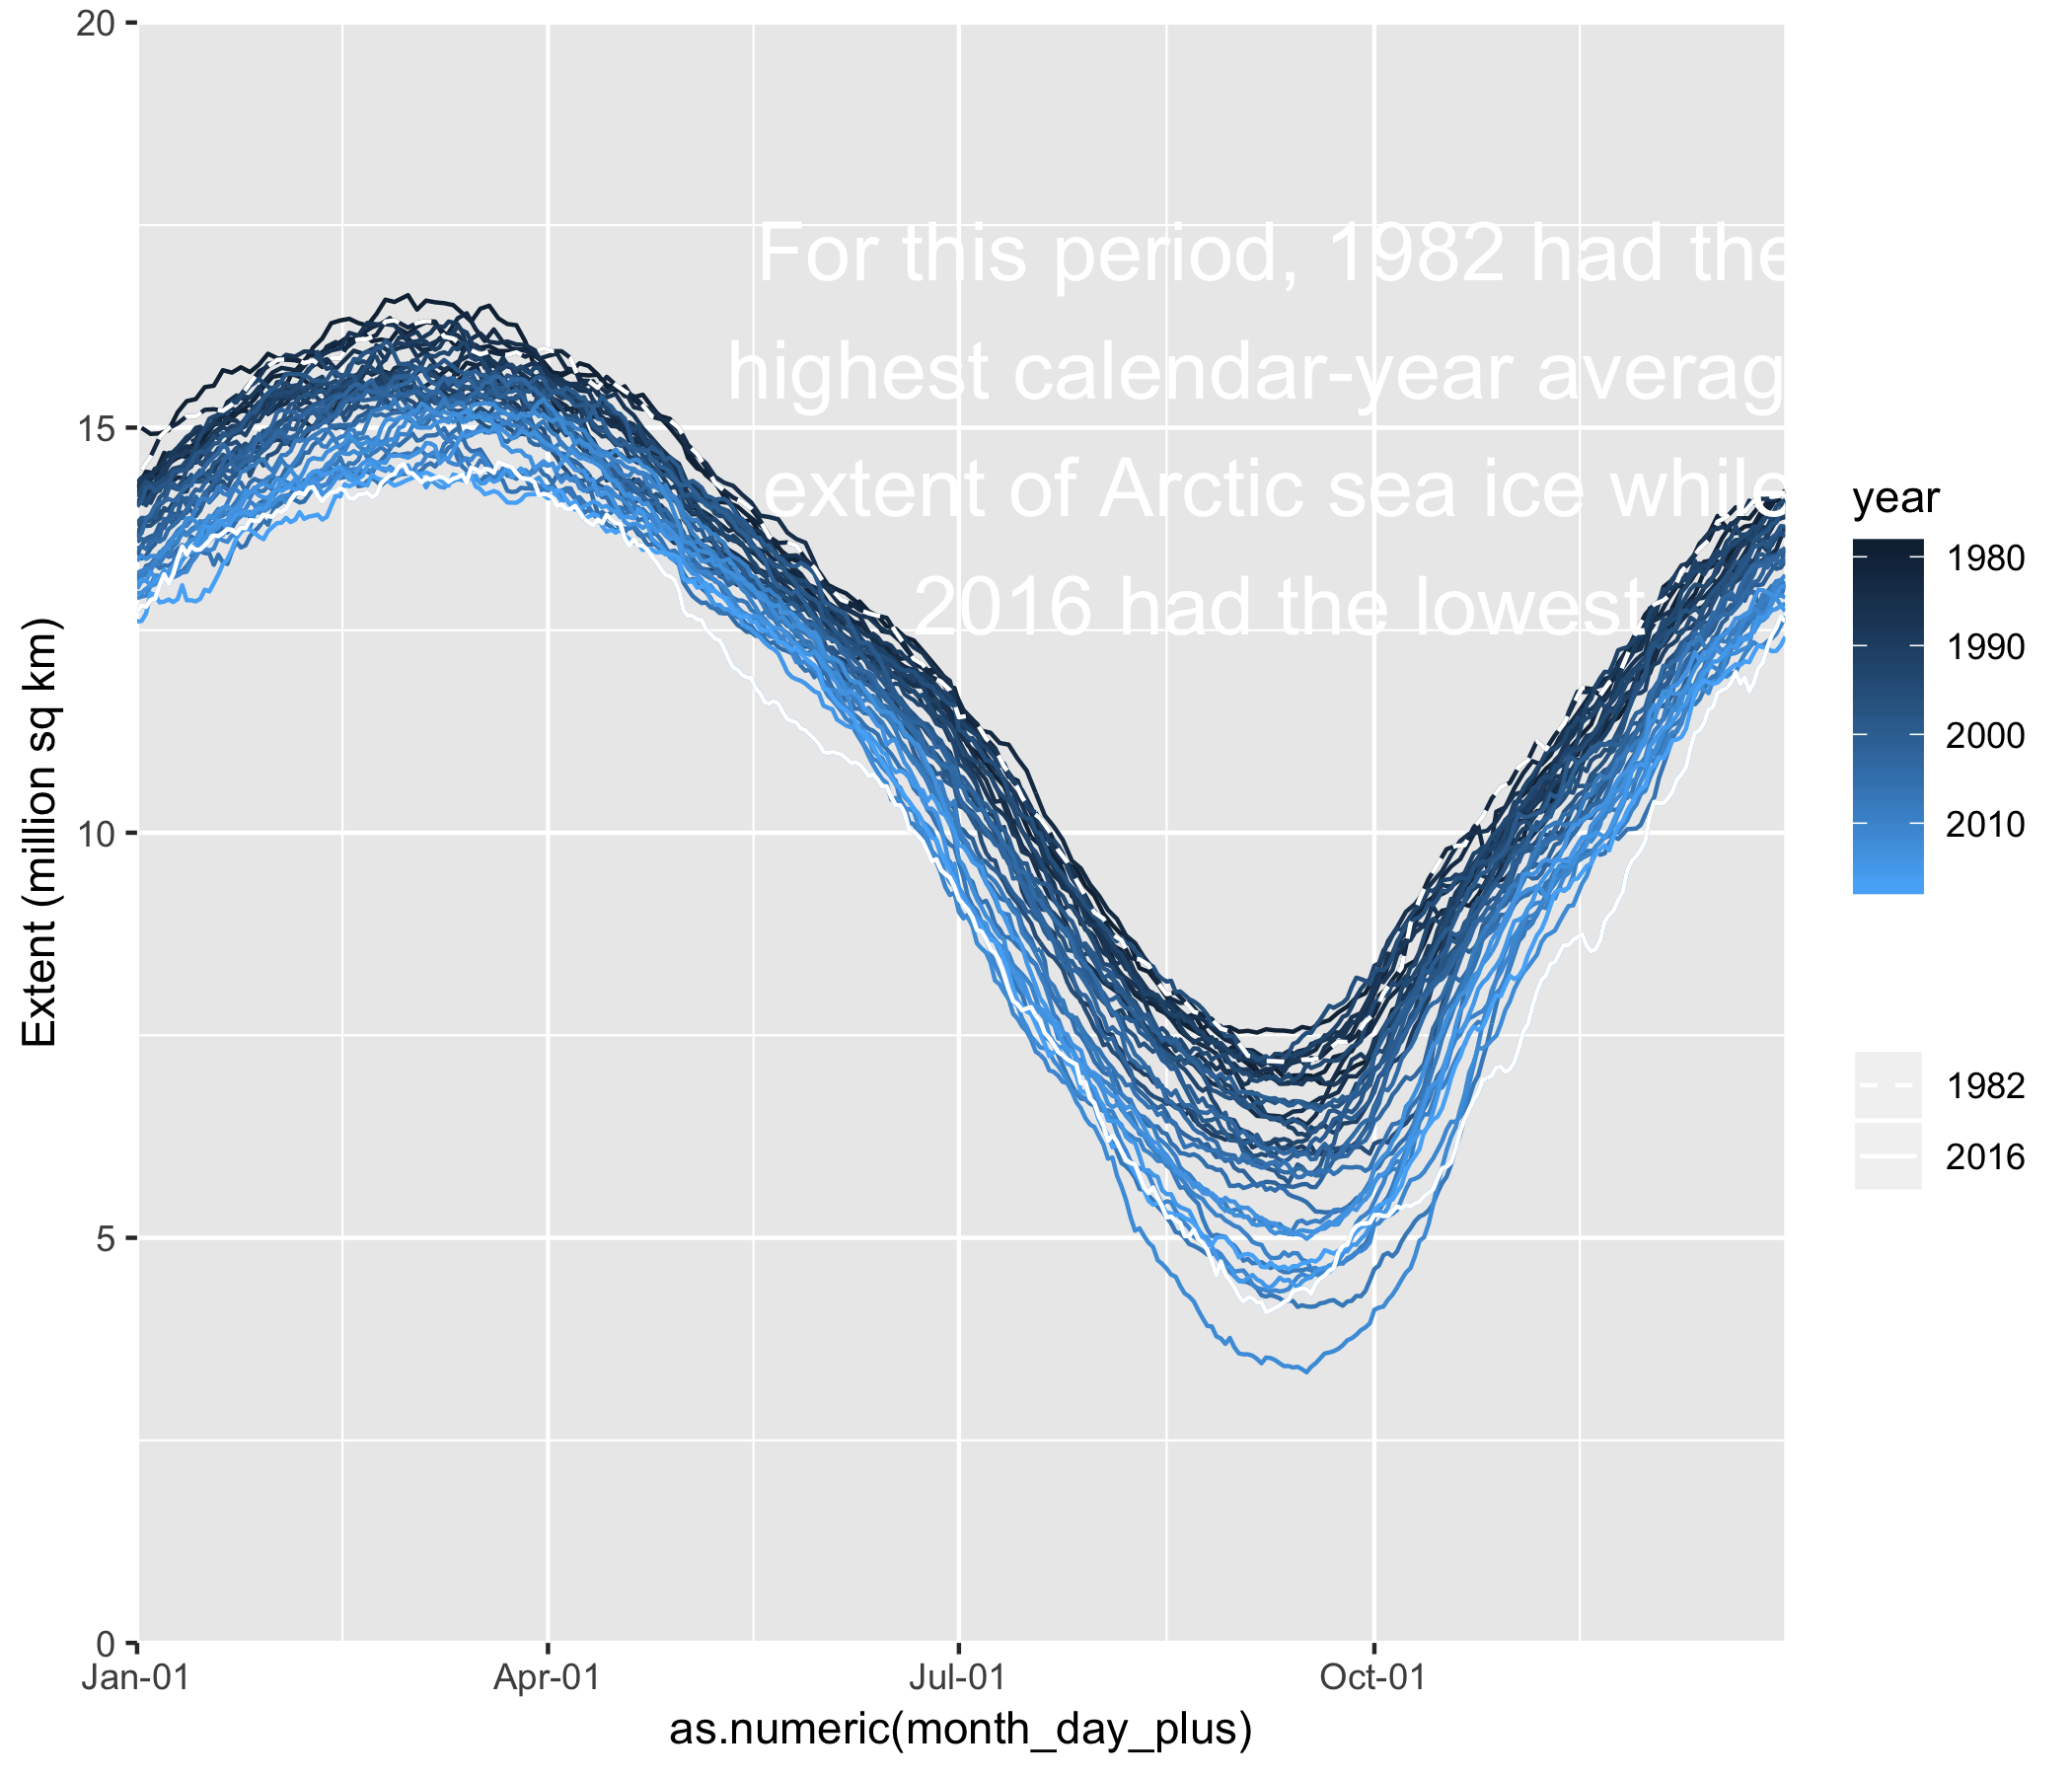 20
15
10
5
0
Extent (million sq km)
For this period, 1982 had the
highest calendar-year averag
extent of Arctic sea ice while
2016 had the lowest
Jan-01
Apr-01
Jul-01
Oct-01
as.numeric(month_day_plus)
year
1980
1990
2000
2010
1982
2016